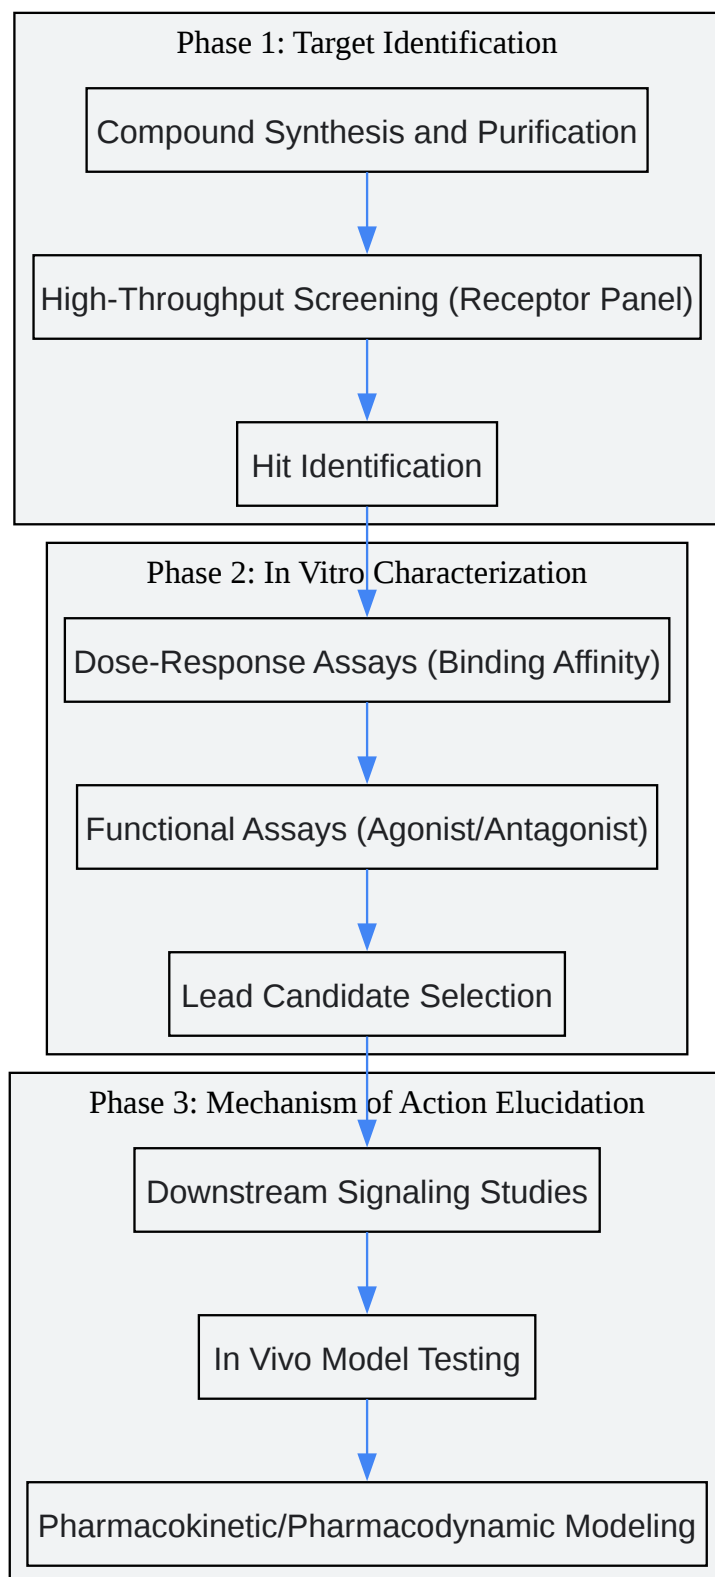 Phase 1: Target Identification
Compound Synthesis and Purification
High-Throughput Screening (Receptor Panel)
Hit Identification
Phase 2: In Vitro Characterization
Dose-Response Assays (Binding Affinity)
Functional Assays (Agonist/Antagonist)
Lead Candidate Selection
Phase 3: Mechanism of Action Elucidation
Downstream Signaling Studies
In Vivo Model Testing
Pharmacokinetic/Pharmacodynamic Modeling